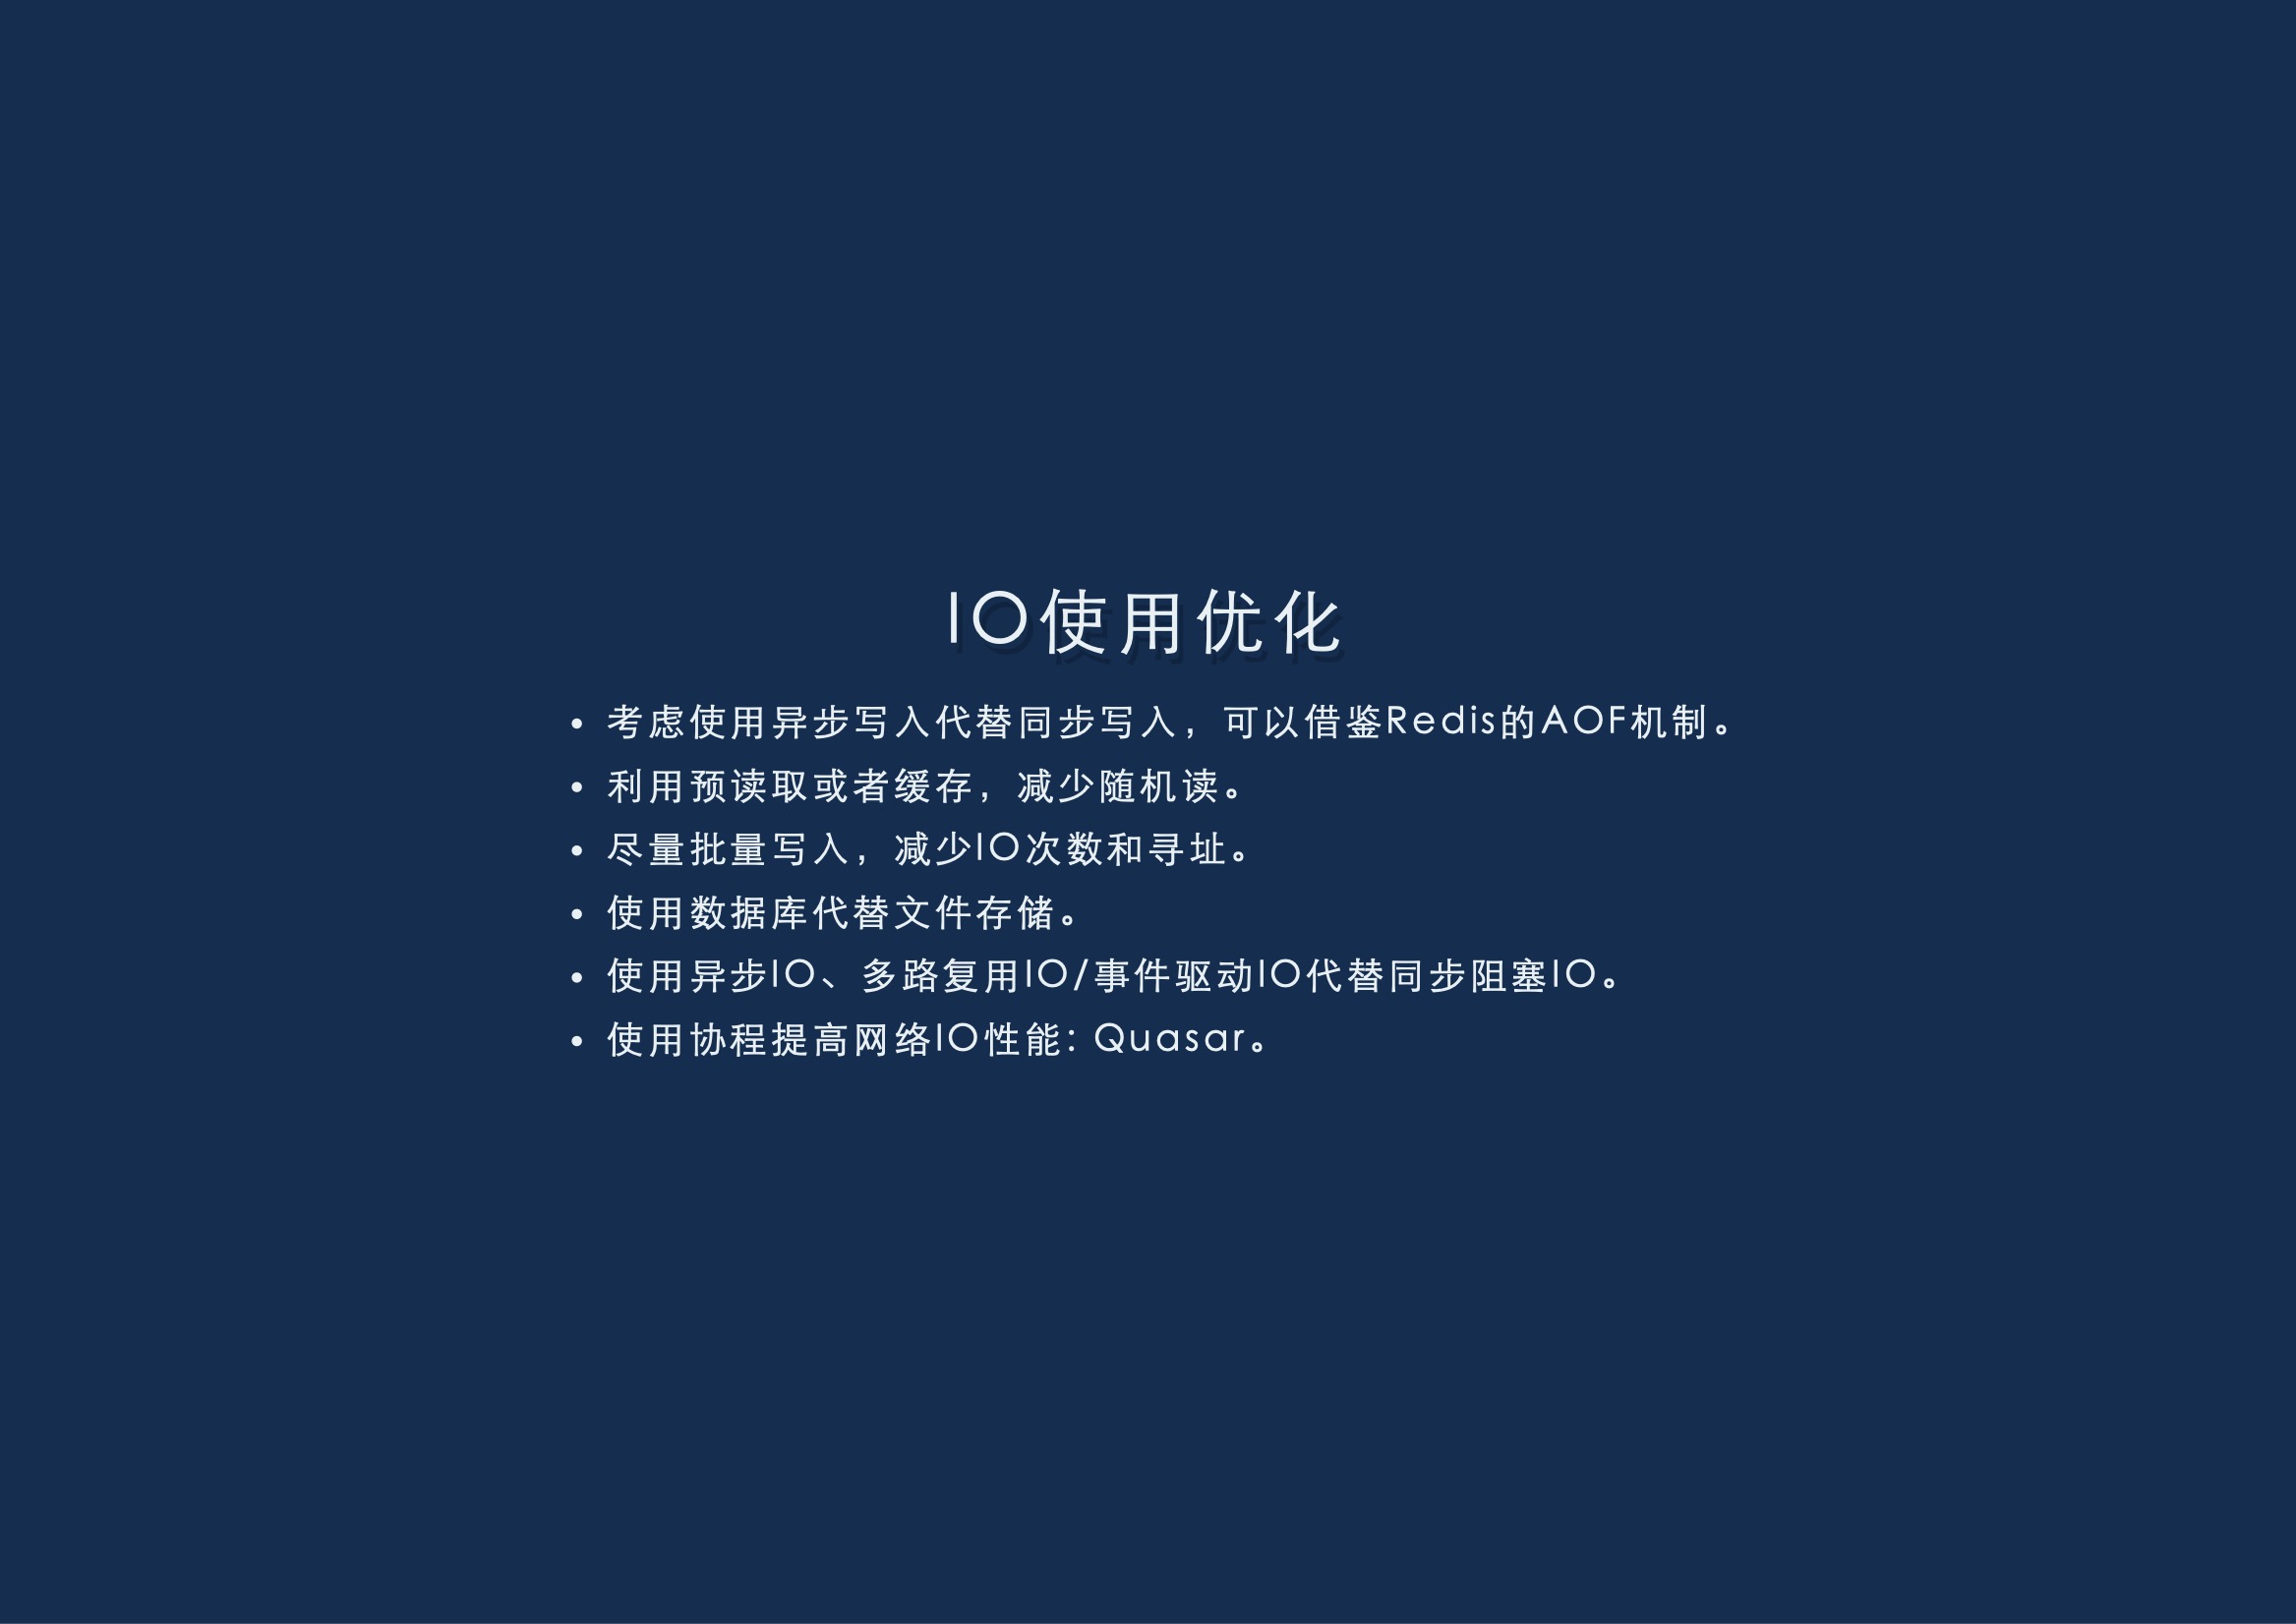 IO使用优化
• 考虑使用异步写入代替同步写入，可以借鉴Redis的AOF机制。
• 利用预读取或者缓存，减少随机读。
• 尽量批量写入，减少IO次数和寻址。
• 使用数据库代替文件存储。
• 使用异步IO、多路复用IO/事件驱动IO代替同步阻塞IO。
• 使用协程提高网络IO性能：Quasar。